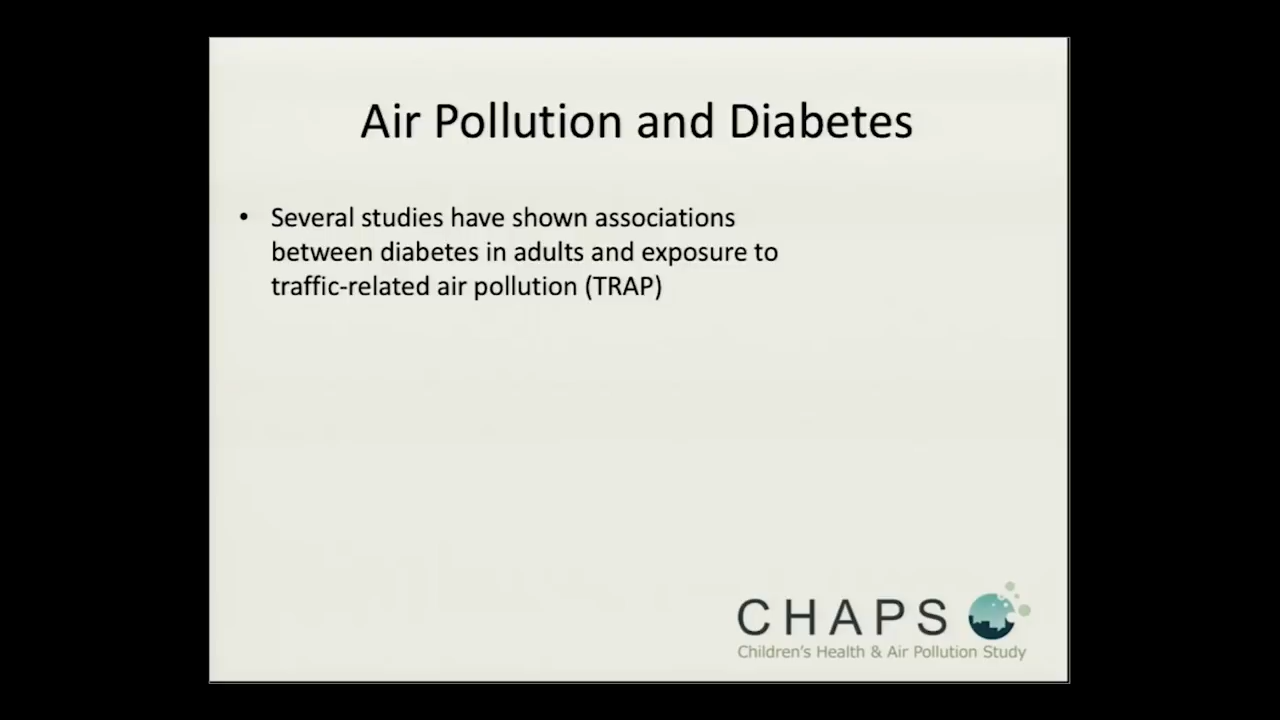 Air Pollution and Diabetes
• Several studies have shown associations
between diabetes in adults and exposure to
traffic-related air pollution (TRAP)
CHAPS
Children's Health & Air Pollution Study